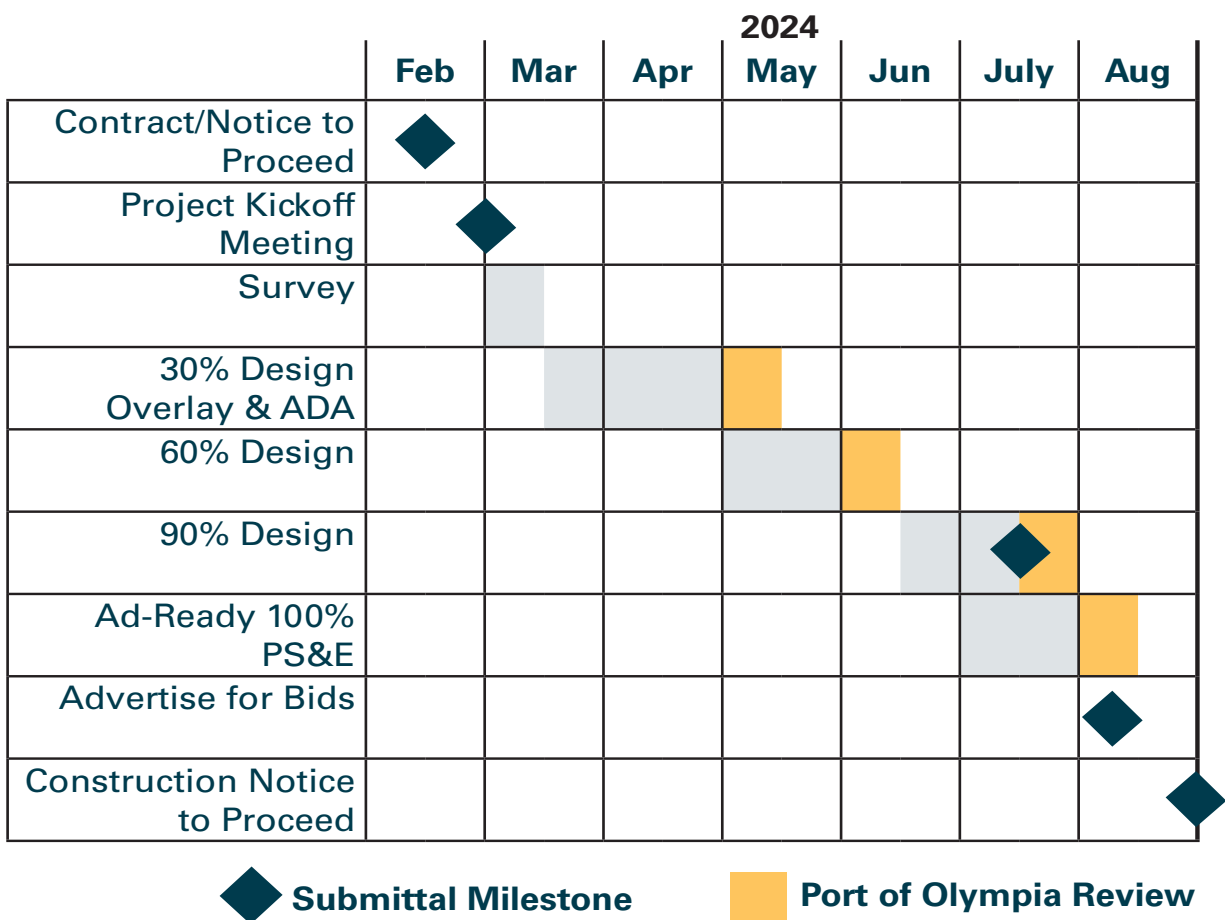 2024
Feb Mar Apr May Jun July Aug
Contract/Notice to
Proceed
Project Kickoff
Meeting
Survey
30% Design
Overlay & ADA
60% Design
90% Design
Ad-Ready 100%
PS&E
Advertise for Bids
Construction Notice
to Proceed
Submittal Milestone Port of Olympia Review